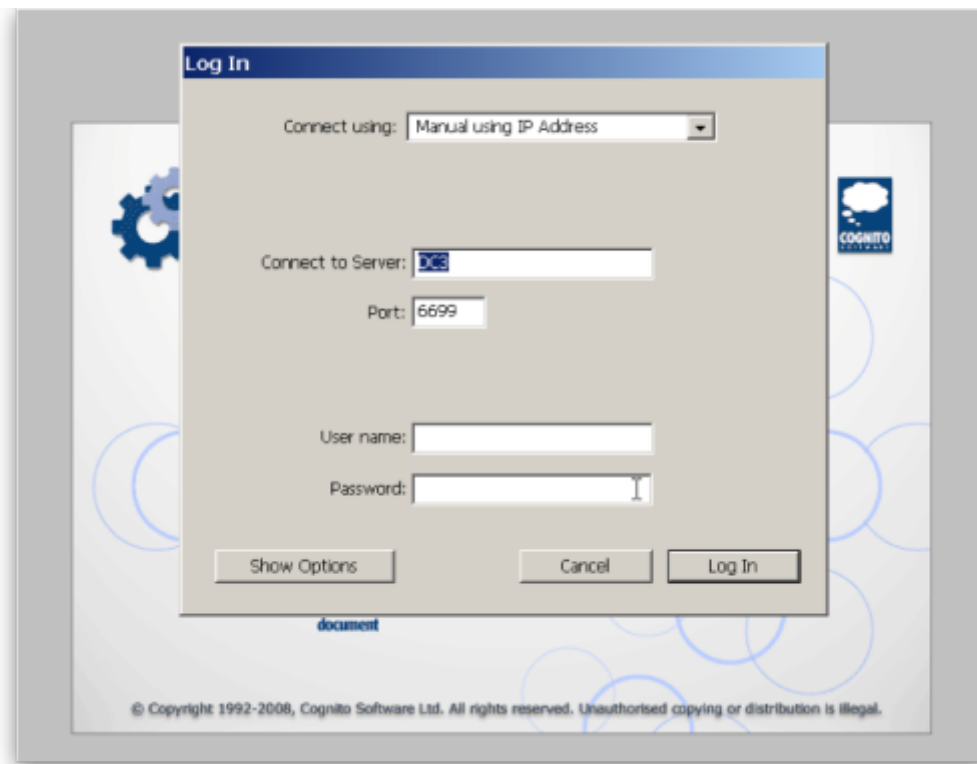 Log In
Connect using: Manual using IP Address
COGNITO
SOFTWARE
Connect to Server: DC3
Port: 6699
User name:
Password:
Show Options Cancel Log In
document
© Copyright 1992-2008, Cognito Software Ltd. All rights reserved. Unauthorised copying or distribution is illegal.